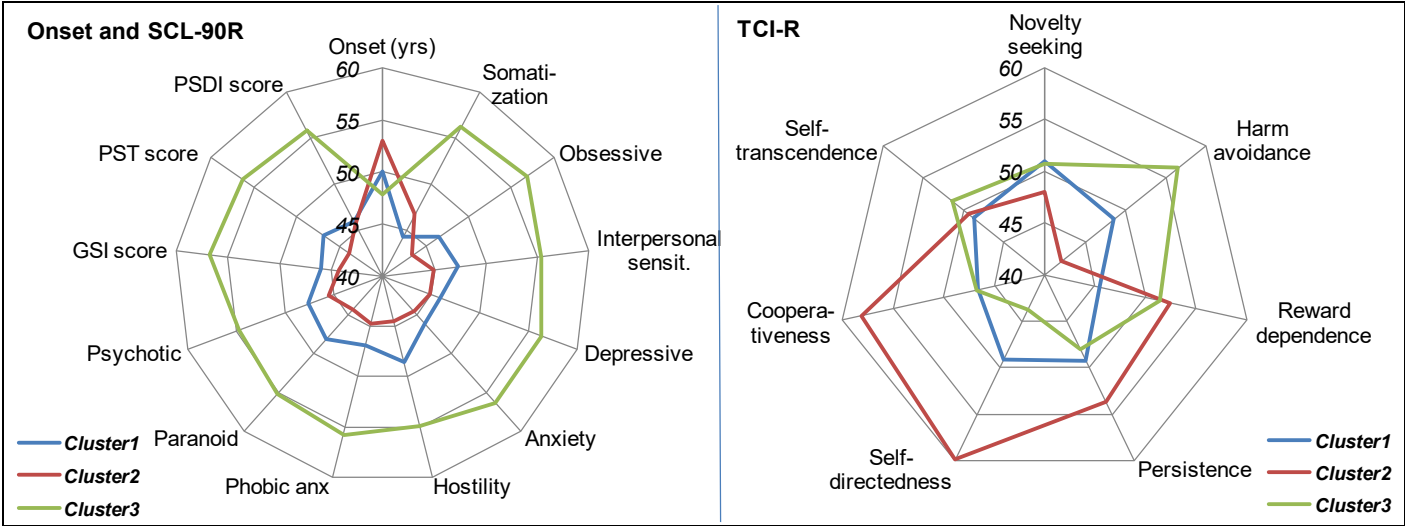 Onset and SCL-90R
Onset (yrs)
60
55
50
45
40
Somati-
zation
Obsessive
Interpersonal
sensit.
Depressive
Anxiety
Hostility
Phobic anx
Paranoid
Psychotic
GSI score
PST score
PSDI score
Cluster1
Cluster2
Cluster3
TCI-R
Novelty
seeking
60
55
50
45
40
Harm
avoidance
Reward
dependence
Persistence
Self-
directedness
Coopera-
tiveness
Self-
transcendence
Cluster1
Cluster2
Cluster3